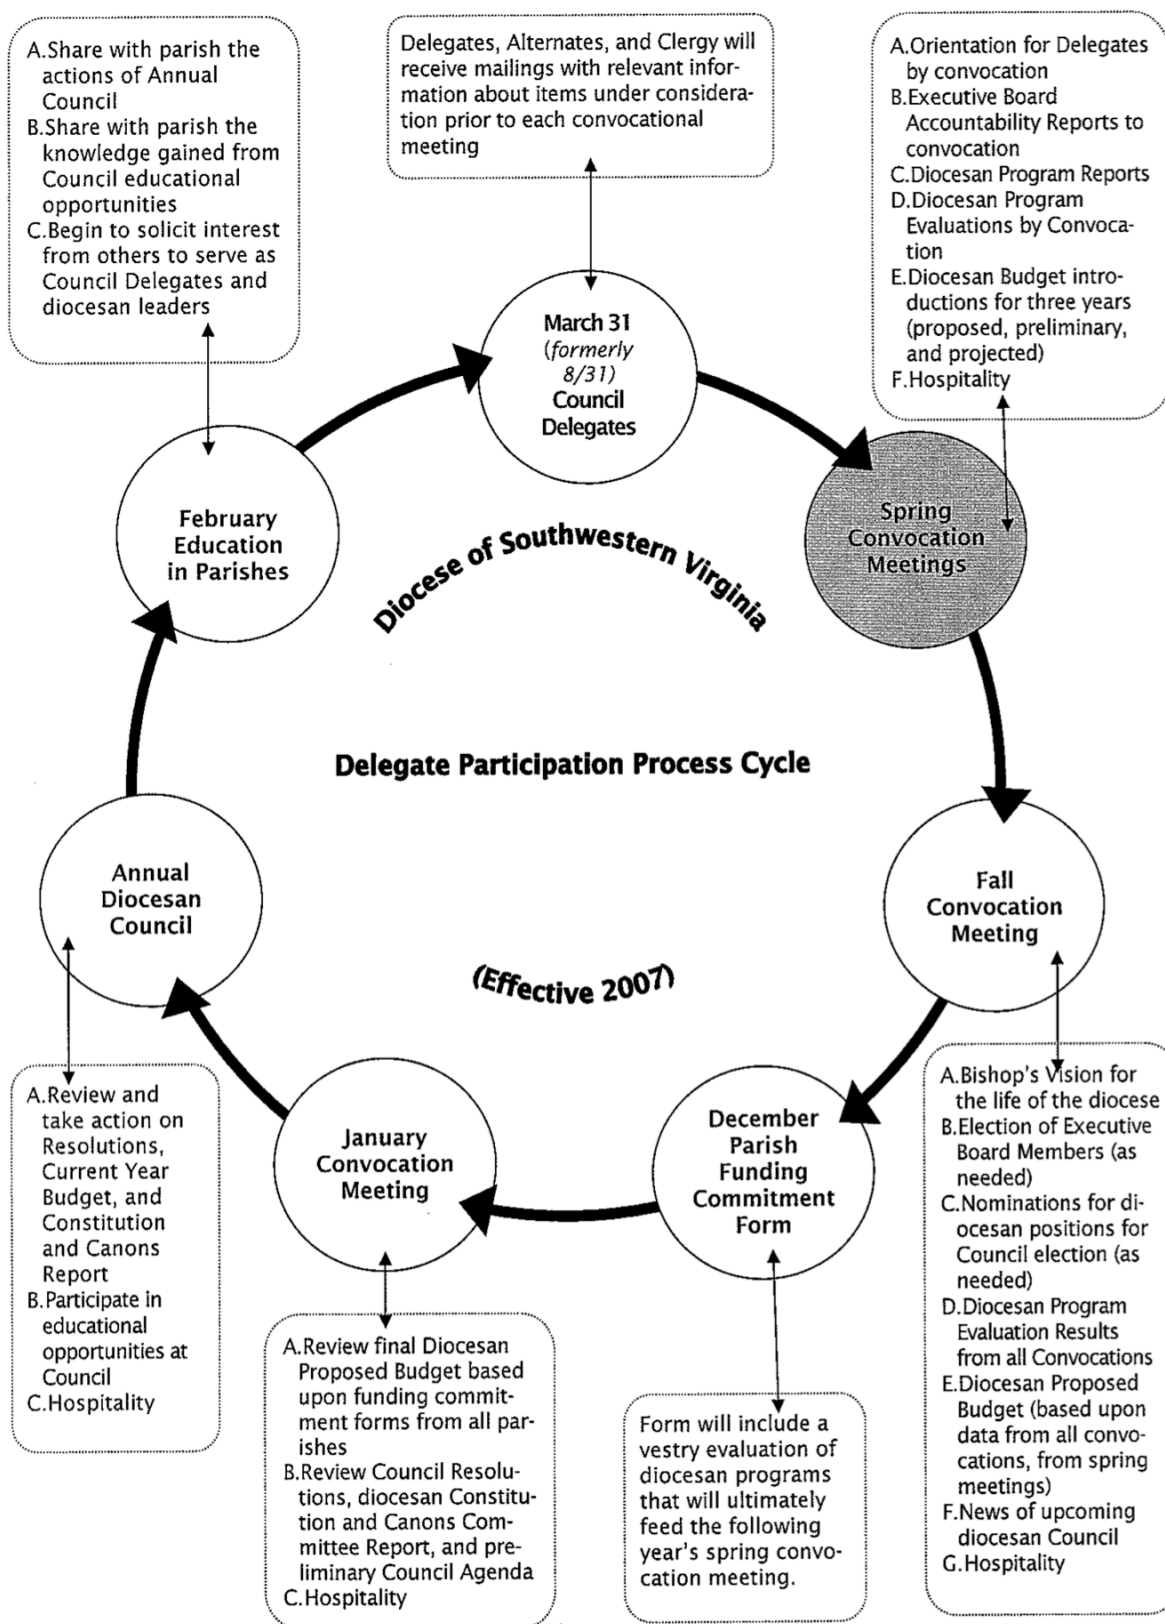 A.Share with parish the
actions of Annual
Council
B.Share with parish the
knowledge gained from
Council educational
opportunities
C.Begin to solicit interest
from others to serve as
Council Delegates and
diocesan leaders
Delegates, Alternates, and Clergy will
receive mailings with relevant infor-
mation about items under considera-
tion prior to each convocational
meeting
A.Orientation for Delegates
by convocation
B.Executive Board
Accountability Reports to
convocation
C.Diocesan Program Reports
D.Diocesan Program
Evaluations by Convoca-
tion
E.Diocesan Budget intro-
ductions for three years
(proposed, preliminary,
and projected)
F.Hospitality
March 31
(formerly
8/31)
Council
Delegates
February
Education
in Parishes
Spring
Convocation
Meetings
Diocese of Southwestern Virginia
Delegate Participation Process Cycle
(Effective 2007)
Annual
Diocesan
Council
Fall
Convocation
Meeting
January
Convocation
Meeting
December
Parish
Funding
Commitment
Form
A.Review and
take action on
Resolutions,
Current Year
Budget, and
Constitution
and Canons
Report
B.Participate in
educational
opportunities at
Council
C.Hospitality
A.Review final Diocesan
Proposed Budget based
upon funding commit-
ment forms from all par-
ishes
B.Review Council Resolu-
tions, diocesan Constitu-
tion and Canons Com-
mittee Report, and pre-
liminary Council Agenda
C.Hospitality
Form will include a
vestry evaluation of
diocesan programs
that will ultimately
feed the following
year's spring convo-
cation meeting.
A.Bishop's Vision for
the life of the diocese
B.Election of Executive
Board Members (as
needed)
C.Nominations for di-
ocesan positions for
Council election (as
needed)
D.Diocesan Program
Evaluation Results
from all Convocations
E.Diocesan Proposed
Budget (based upon
data from all convo-
cations, from spring
meetings)
F.News of upcoming
diocesan Council
G.Hospitality